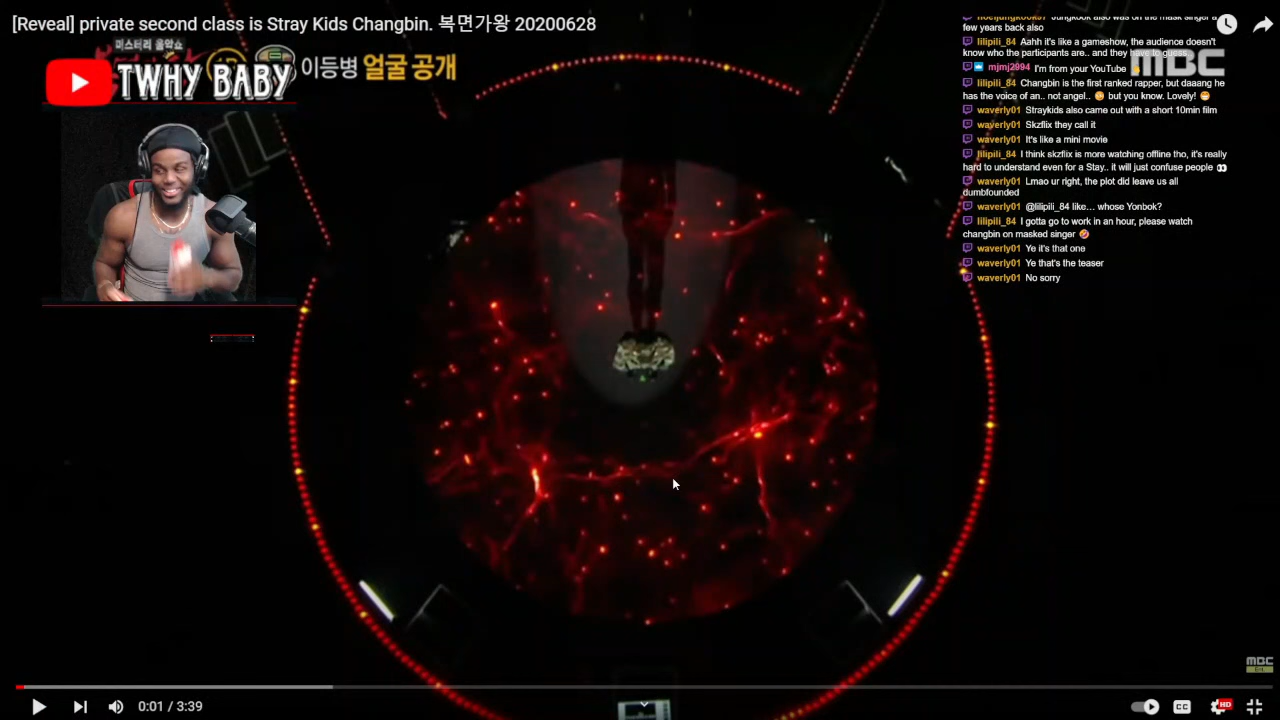 [Reveal] private second class is Stray Kids Changbin. 복면가왕 20200628
미스터리 음악쇼
이등병 얼굴 공개
TWHY BABY
few years back also
lilipili_84 Aahh it's like a gameshow, the audience doesn't
know who the participants are.. and they have to guess
mjmj2994 I'm from your YouTube
MBC
lilipili_84 Changbin is the first ranked rapper, but daaang he
has the voice of an.. not angel.. 😳 but you know. Lovely! 😁
waverly01 Straykids also came out with a short 10min film
waverly01 Skzflix they call it
waverly01 It's like a mini movie
lilipili_84 I think skzflix is more watching offline tho, it's really
hard to understand even for a Stay.. it will just confuse people 👀
waverly01 Lmao ur right, the plot did leave us all
dumbfounded
waverly01 @lilipili_84 like… whose Yonbok?
lilipili_84 I gotta go to work in an hour, please watch
changbin on masked singer 🤣
waverly01 Ye it's that one
waverly01 Ye that's the teaser
waverly01 No sorry
MBC
0:01 / 3:39
CC
HD